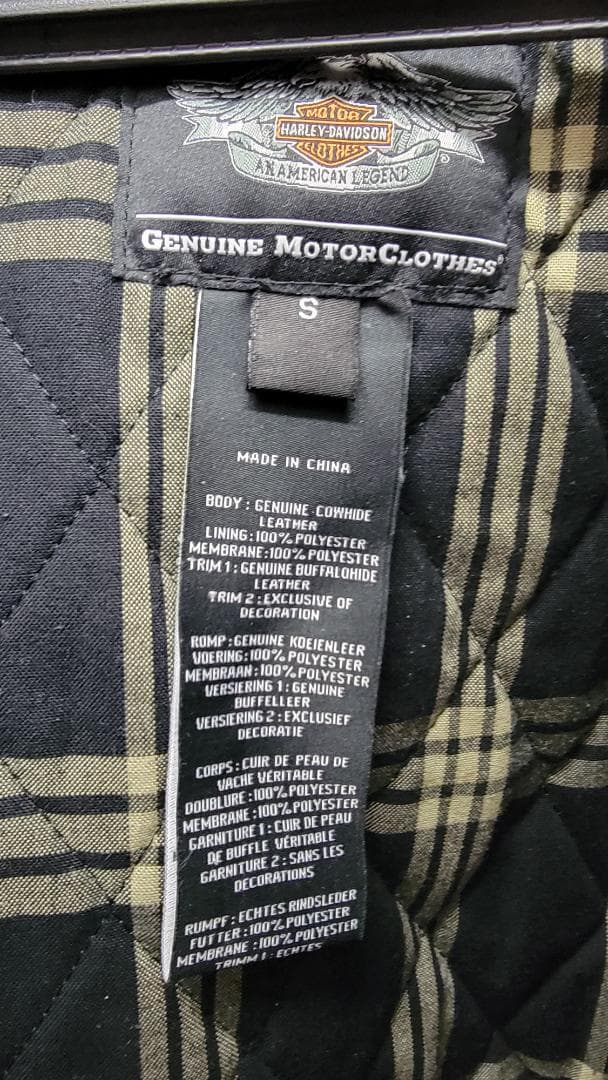 MOTOR
HARLEY-DAVIDSON
CLOTHES
AN AMERICAN LEGEND
®
GENUINE MOTORCLOTHES®
S
MADE IN CHINA
BODY : GENUINE COWHIDE
LEATHER
LINING:100% POLYESTER
MEMBRANE:100% POLYESTER
TRIM 1 : GENUINE BUFFALOHIDE
LEATHER
TRIM 2 :EXCLUSIVE OF
DECORATION
ROMP :GENUINE KOEIENLEER
VOERING:100% POLYESTER
MEMBRAAN:100% POLYESTER
VERSIERING 1 : GENUINE
BUFFELLEER
VERSIERING 2 : EXCLUSIEF
DECORATIE
CORPS : CUIR DE PEAU DE
VACHE VÉRITABLE
DOUBLURE :100% POLYESTER
MEMBRANE :100% POLYESTER
GARNITURE 1 : CUIR DE PEAU
DE BUFFLE VÉRITABLE
GARNITURE 2 : SANS LES
DECORATIONS
RUMPF : ECHTES RINDSLEDER
FUTTER :100% POLYESTER
MEMBRANE :100% POLYESTER
TRIMM 1 : ECHTES